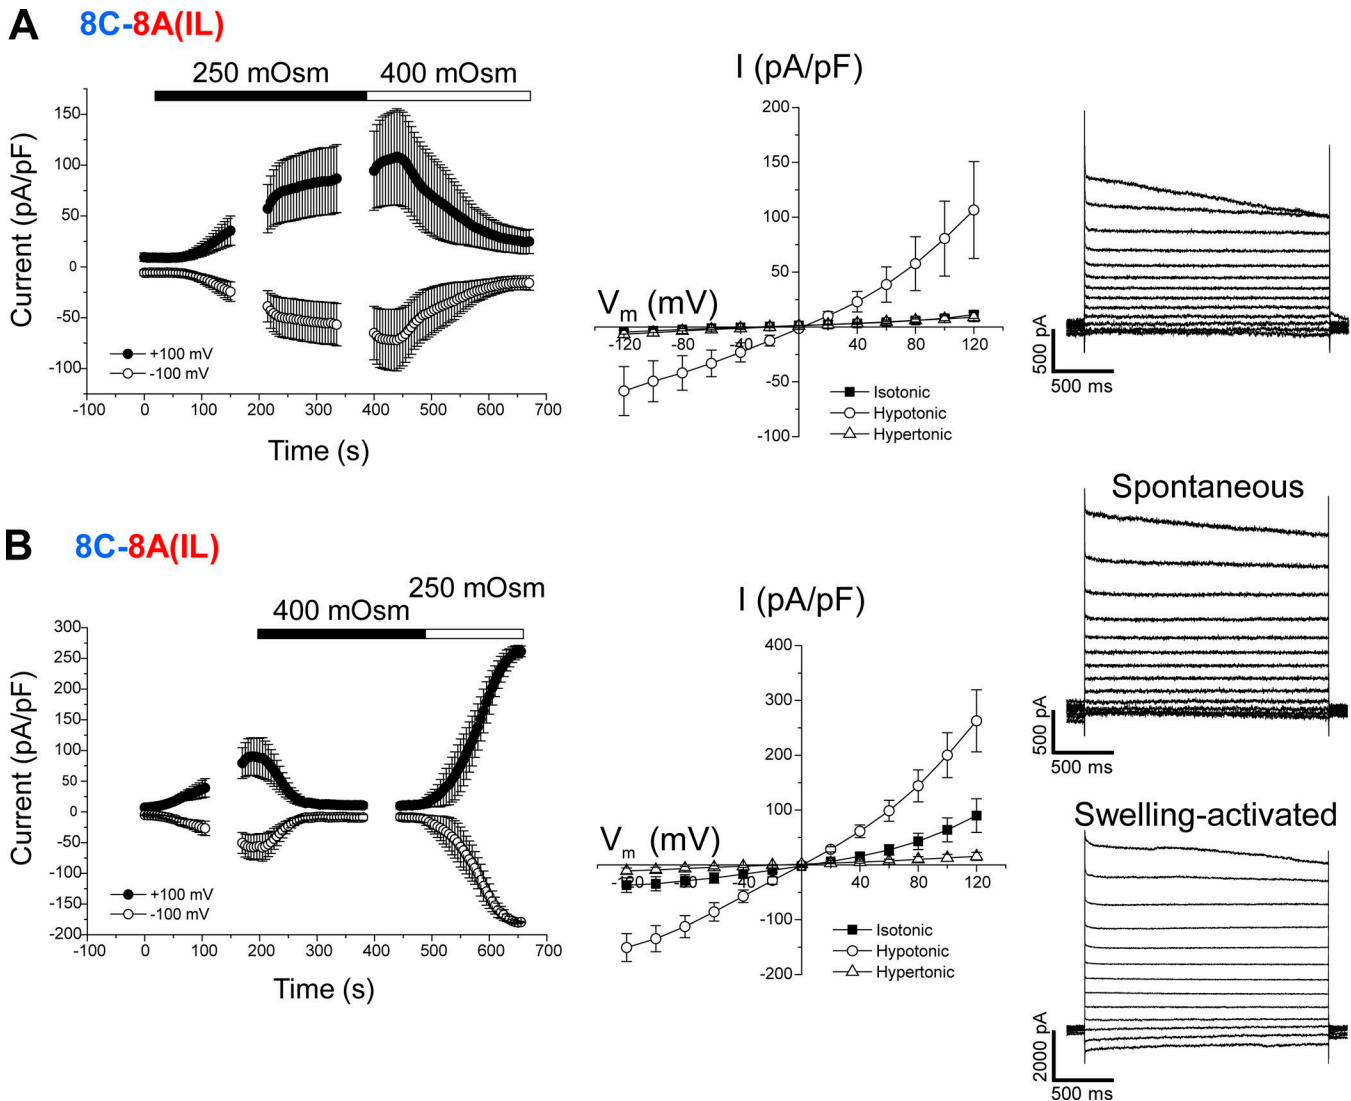 A
8C-8A(IL)
250 mOsm
400 mOsm
Current (pA/pF)
150
100
50
0
-50
-100
+100 mV
-100 mV
-100
0
100
200
300
400
500
600
700
Time (s)
I (pA/pF)
200
150
100
50
-50
-100
Vm (mV)
-120
-80
-40
40
80
120
Isotonic
Hypotonic
Hypertonic
500 pA
500 ms
B
8C-8A(IL)
400 mOsm
250 mOsm
Current (pA/pF)
300
250
200
150
100
50
0
-50
-100
-150
-200
+100 mV
-100 mV
-100
0
100
200
300
400
500
600
700
Time (s)
I (pA/pF)
400
300
200
100
-100
-200
Vm (mV)
-120
-80
-40
40
80
120
Isotonic
Hypotonic
Hypertonic
Spontaneous
500 pA
500 ms
Swelling-activated
2000 pA
500 ms